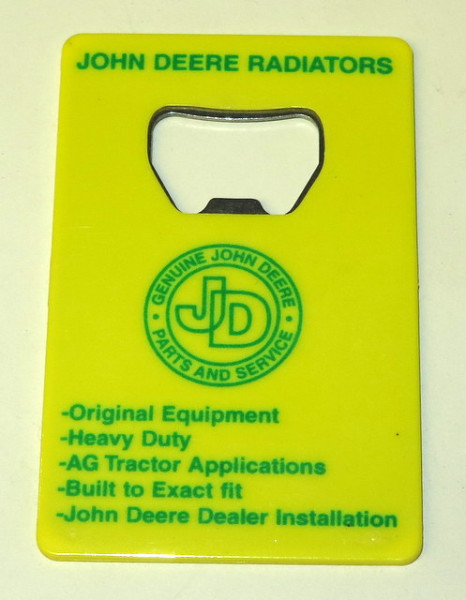 JOHN DEERE RADIATORS
GENUINE JOHN DEERE
JD
PARTS AND SERVICE
-Original Equipment
-Heavy Duty
-AG Tractor Applications
-Built to Exact fit
-John Deere Dealer Installation